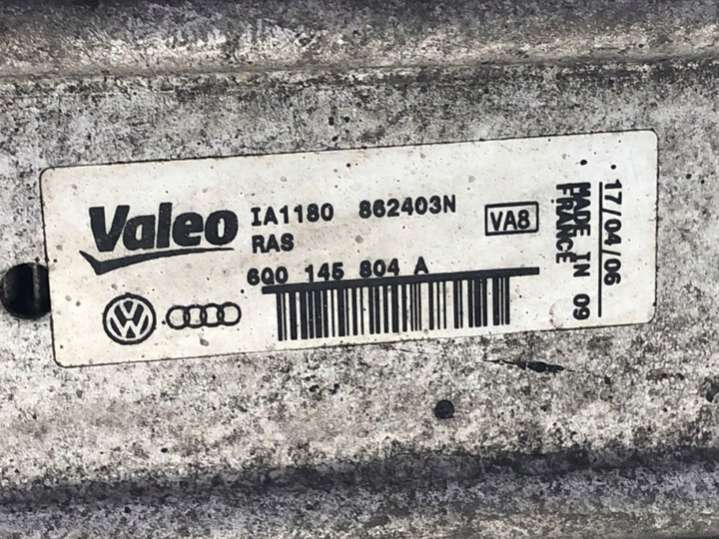 Valeo
IA1180 862403N
RAS
VA8
6Q0 145 804 A
17/04/06
MADE IN 09
FRANCE